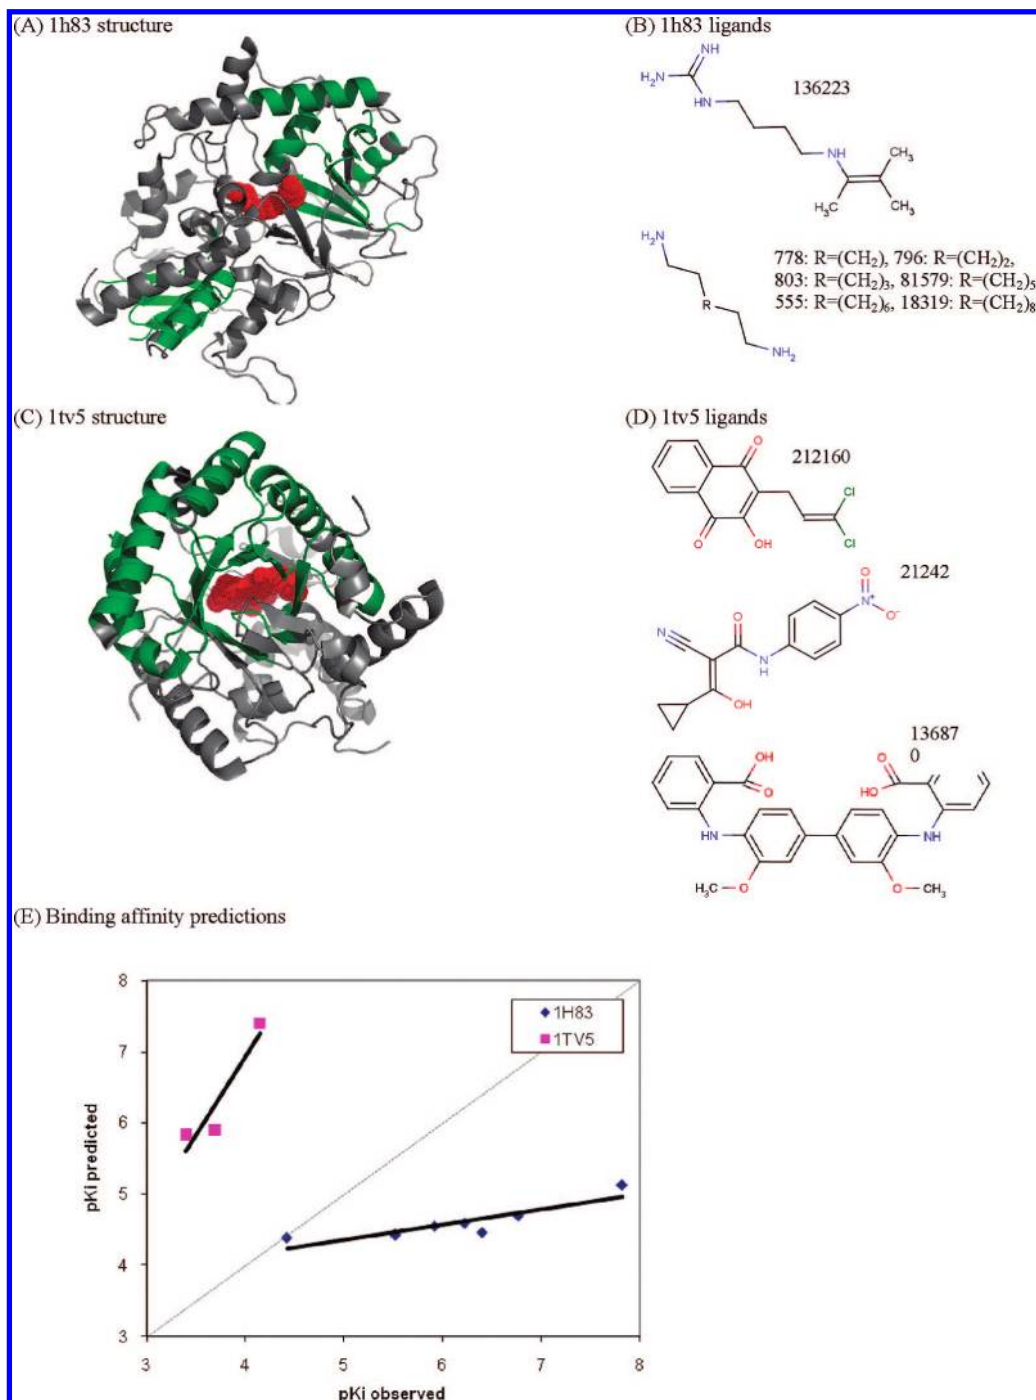 (A) 1h83 structure
(B) 1h83 ligands
NH
H₂N
NH
136223
NH
CH₃
H₃C
CH₃
H₂N
R
NH₂
778: R=(CH₂), 796: R=(CH₂)₂,
803: R=(CH₂)₃, 81579: R=(CH₂)₅
555: R=(CH₂)₆, 18319: R=(CH₂)₈
(C) 1tv5 structure
(D) 1tv5 ligands
O
212160
Cl
Cl
O
OH
21242
O
N⁺
O⁻
O
N
N
H
OH
13687
0
OH
O
O
HO
HN
NH
H₃C
O
O
CH₃
(E) Binding affinity predictions
8
7
6
5
4
3
pKi predicted
1H83
1TV5
3
4
5
6
7
8
pKi observed